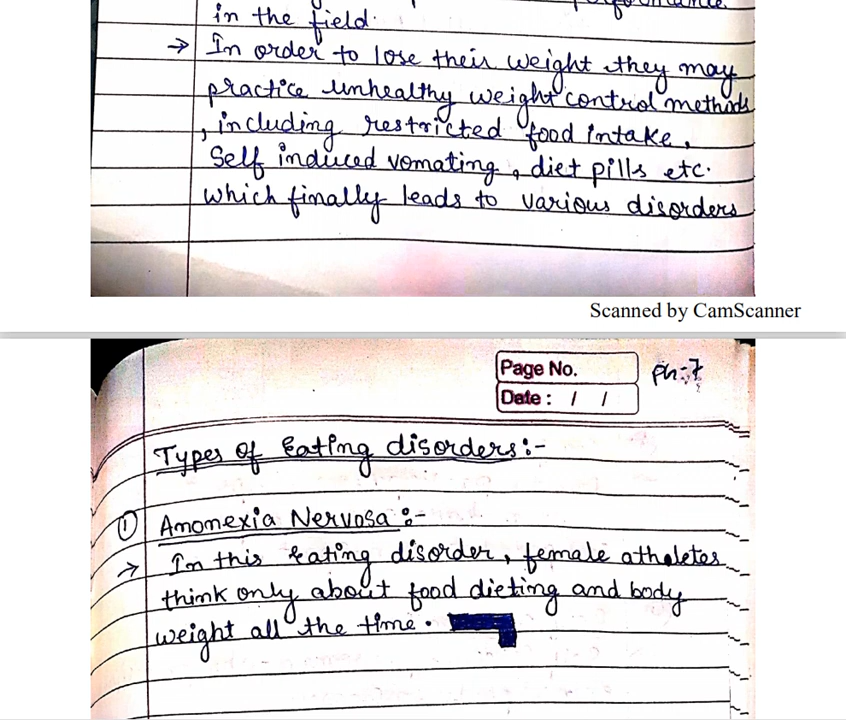 in the field.
→ In order to lose their weight they may
practice unhealthy weight control methods
, including restricted food intake,
Self induced vomating, diet pills etc.
which finally leads to various disorders
Scanned by CamScanner
Page No.
Date : / /
Types of Eating disorders:-
① Amomexia Nervosa :-
→ In this eating disorder, female athaletes
think only about food dieting and body
weight all the time.